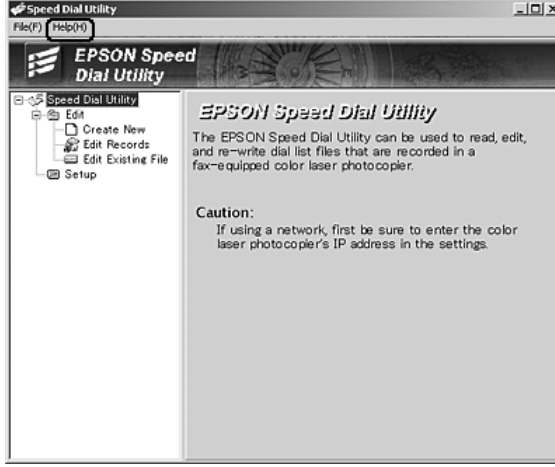 Speed Dial Utility
File(F) Help(H)
EPSON Speed
Dial Utility
Speed Dial Utility
Edit
Create New
Edit Records
Edit Existing File
Setup
EPSON Speed Dial Utility
The EPSON Speed Dial Utility can be used to read, edit,
and re-write dial list files that are recorded in a
fax-equipped color laser photocopier.
Caution:
If using a network, first be sure to enter the color
laser photocopier's IP address in the settings.